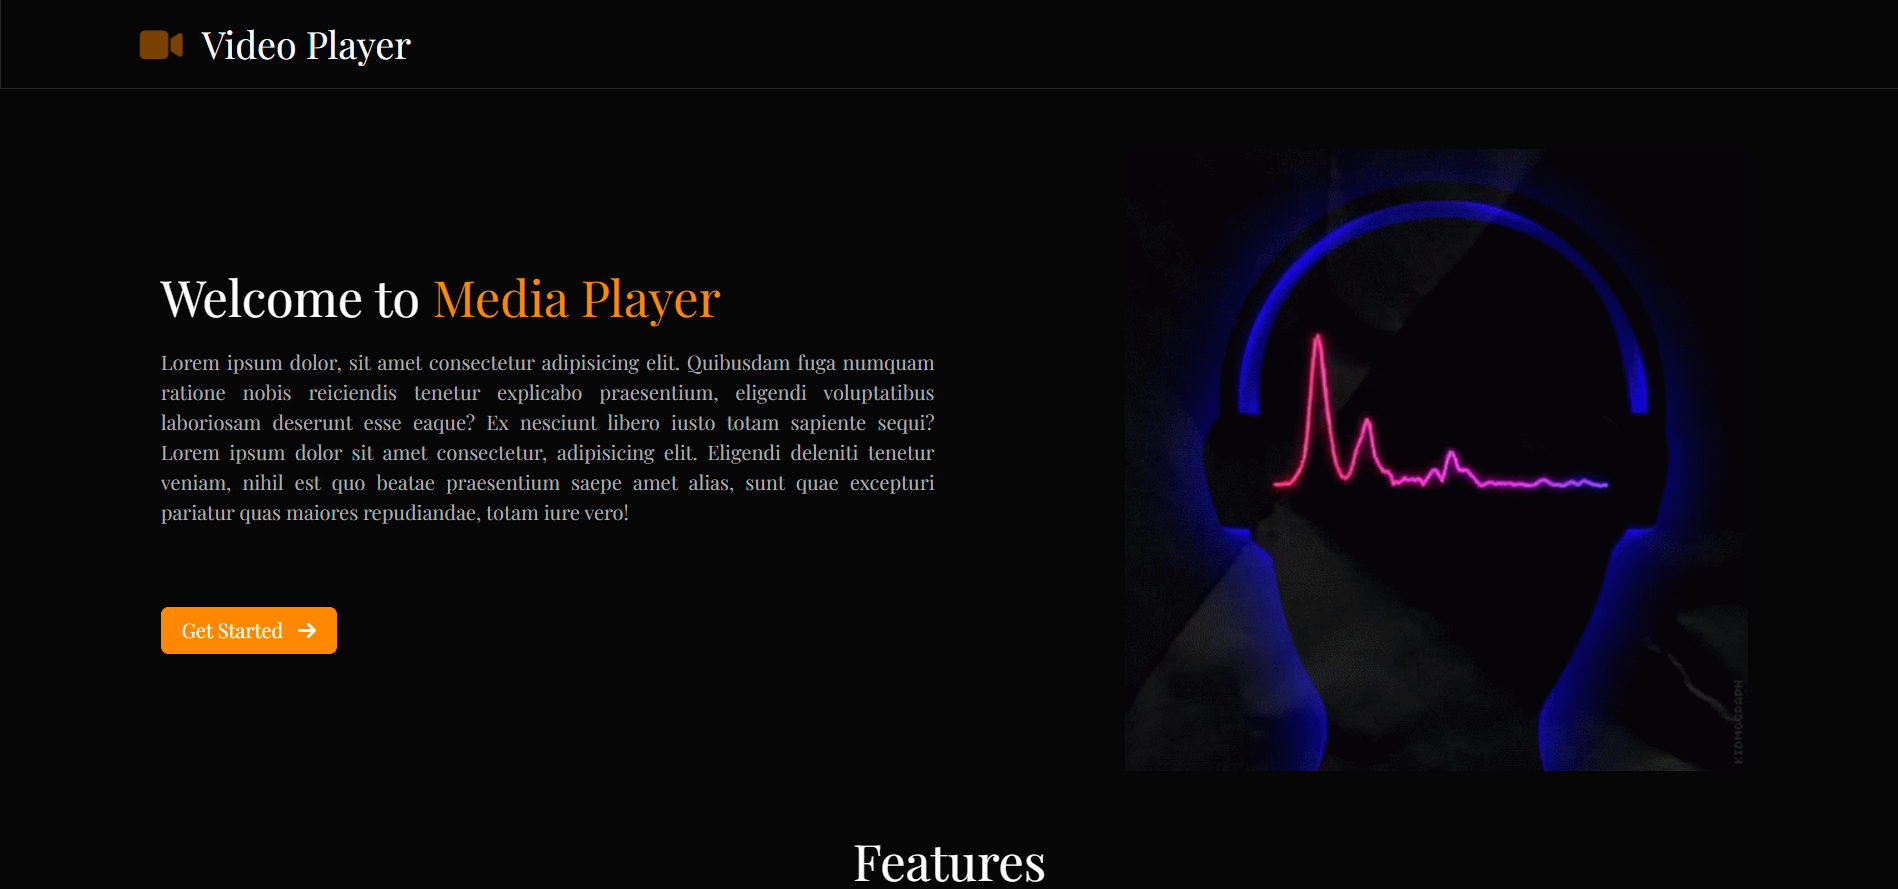 Video Player
Welcome to Media Player
Lorem ipsum dolor, sit amet consectetur adipisicing elit. Quibusdam fuga numquam
ratione nobis reiciendis tenetur explicabo praesentium, eligendi voluptatibus
laboriosam deserunt esse eaque? Ex nesciunt libero iusto totam sapiente sequi?
Lorem ipsum dolor sit amet consectetur, adipisicing elit. Eligendi deleniti tenetur
veniam, nihil est quo beatae praesentium saepe amet alias, sunt quae excepturi
pariatur quas maiores repudiandae, totam iure vero!
Get Started
KIDMOGRAPH
Features